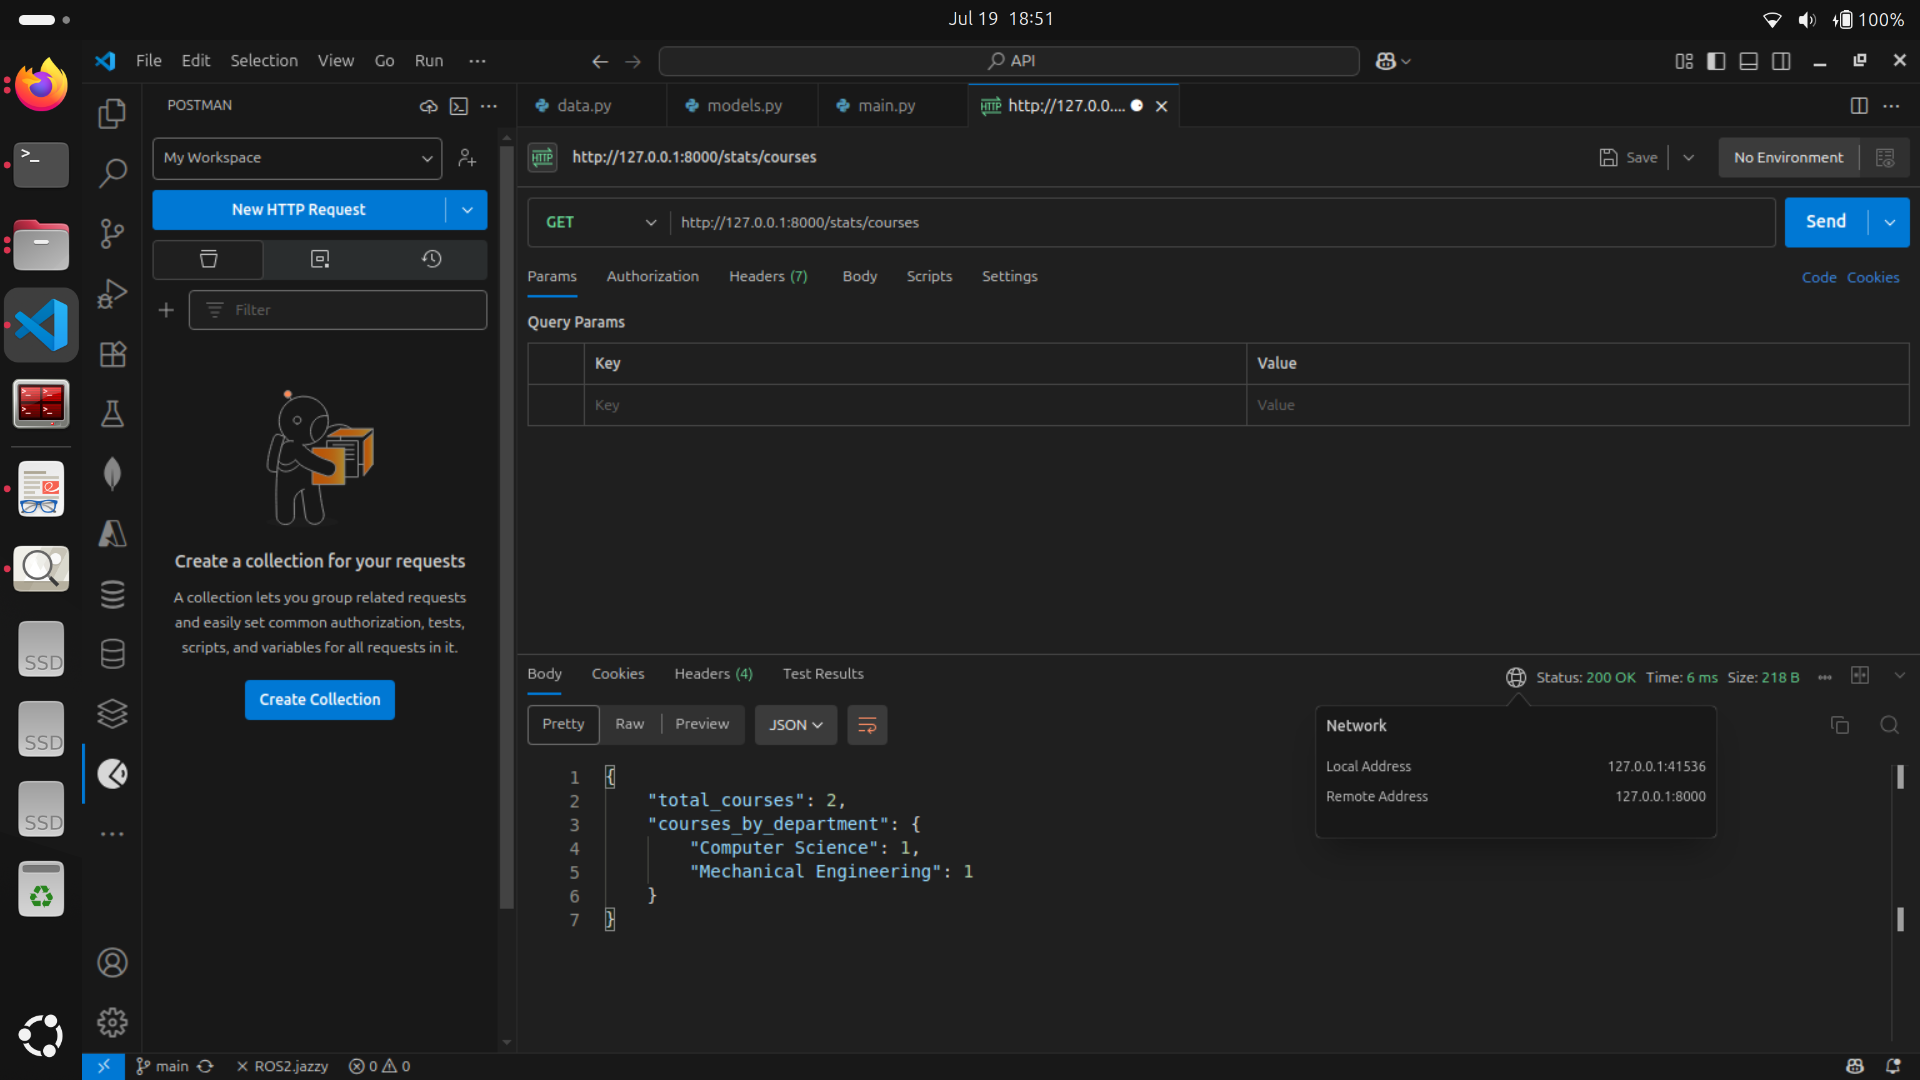 Jul 19 18:51
100%
File Edit Selection View Go Run ···
API
POSTMAN
data.py
models.py
main.py
HTTP http://127.0.0....
My Workspace
HTTP http://127.0.0.1:8000/stats/courses
Save
No Environment
New HTTP Request
GET
http://127.0.0.1:8000/stats/courses
Send
Params Authorization Headers (7) Body Scripts Settings
Code Cookies
Filter
Query Params
Key Value
Key Value
Create a collection for your requests
A collection lets you group related requests
and easily set common authorization, tests,
scripts, and variables for all requests in it.
Create Collection
Body Cookies Headers (4) Test Results
Status: 200 OK Time: 6 ms Size: 218 B
Pretty Raw Preview JSON
Network
Local Address 127.0.0.1:41536
Remote Address 127.0.0.1:8000
1 {
2 "total_courses": 2,
3 "courses_by_department": {
4 "Computer Science": 1,
5 "Mechanical Engineering": 1
6 }
7 }
SSD
SSD
SSD
main
ROS2.jazzy
0 0